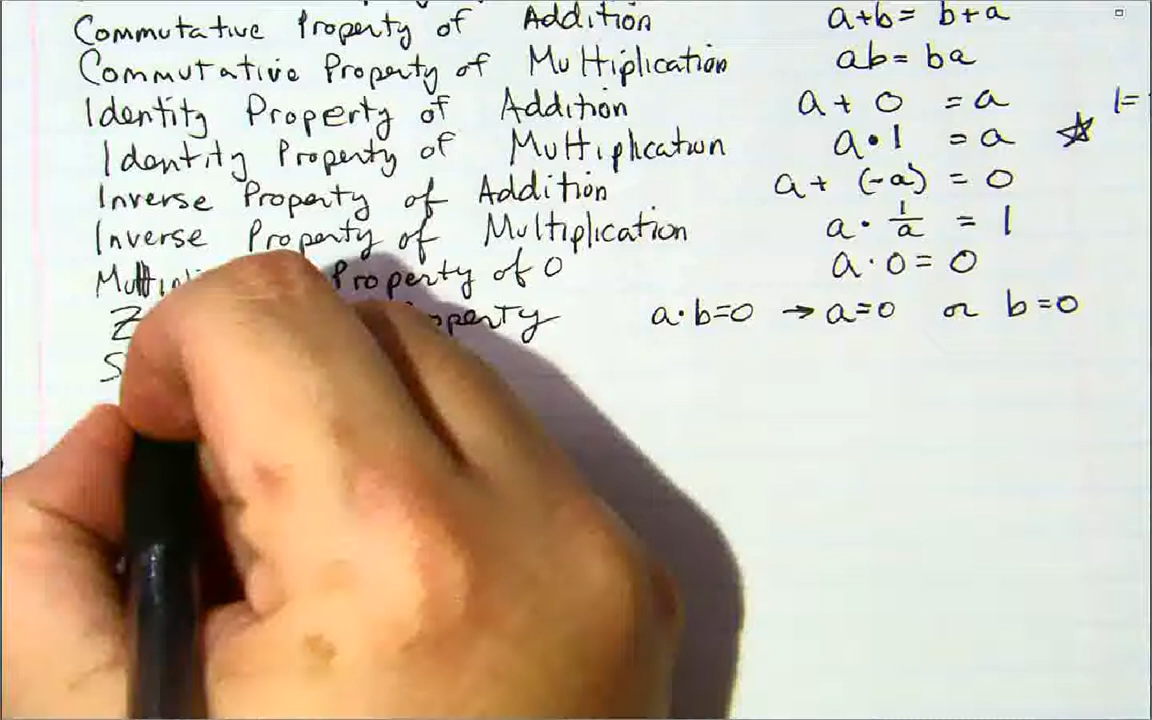 Commutative Property of Addition a+b= b+a
Commutative Property of Multiplication ab= ba
Identity Property of Addition a + 0 = a 1=
Identity Property of Multiplication a•1 = a ☆
Inverse Property of Addition a+ (-a) = 0
Inverse Property of Multiplication a • 1/a = 1
Property of 0 a•0 = 0
a•b=0 → a=0 or b=0
S